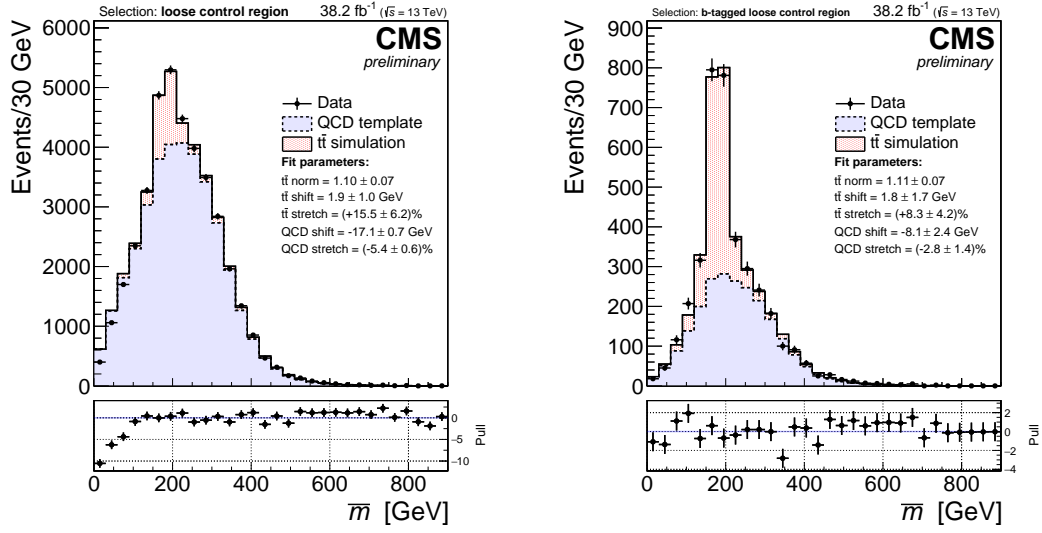 Selection: loose control region 38.2 fb⁻¹ (√s = 13 TeV)
CMS
preliminary
Events/30 GeV
6000
5000
4000
3000
2000
1000
0
Data
QCD template
tt̄ simulation
Fit parameters:
tt̄ norm = 1.10 ± 0.07
tt̄ shift = 1.9 ± 1.0 GeV
tt̄ stretch = (+15.5 ± 6.2)%
QCD shift = -17.1 ± 0.7 GeV
QCD stretch = (-5.4 ± 0.6)%
0
−5
−10
Pull
0 200 400 600 800
m̅ [GeV]
Selection: b-tagged loose control region 38.2 fb⁻¹ (√s = 13 TeV)
CMS
preliminary
Events/30 GeV
900
800
700
600
500
400
300
200
100
0
Data
QCD template
tt̄ simulation
Fit parameters:
tt̄ norm = 1.11 ± 0.07
tt̄ shift = 1.8 ± 1.7 GeV
tt̄ stretch = (+8.3 ± 4.2)%
QCD shift = -8.1 ± 2.4 GeV
QCD stretch = (-2.8 ± 1.4)%
2
0
−2
−4
Pull
0 200 400 600 800
m̅ [GeV]